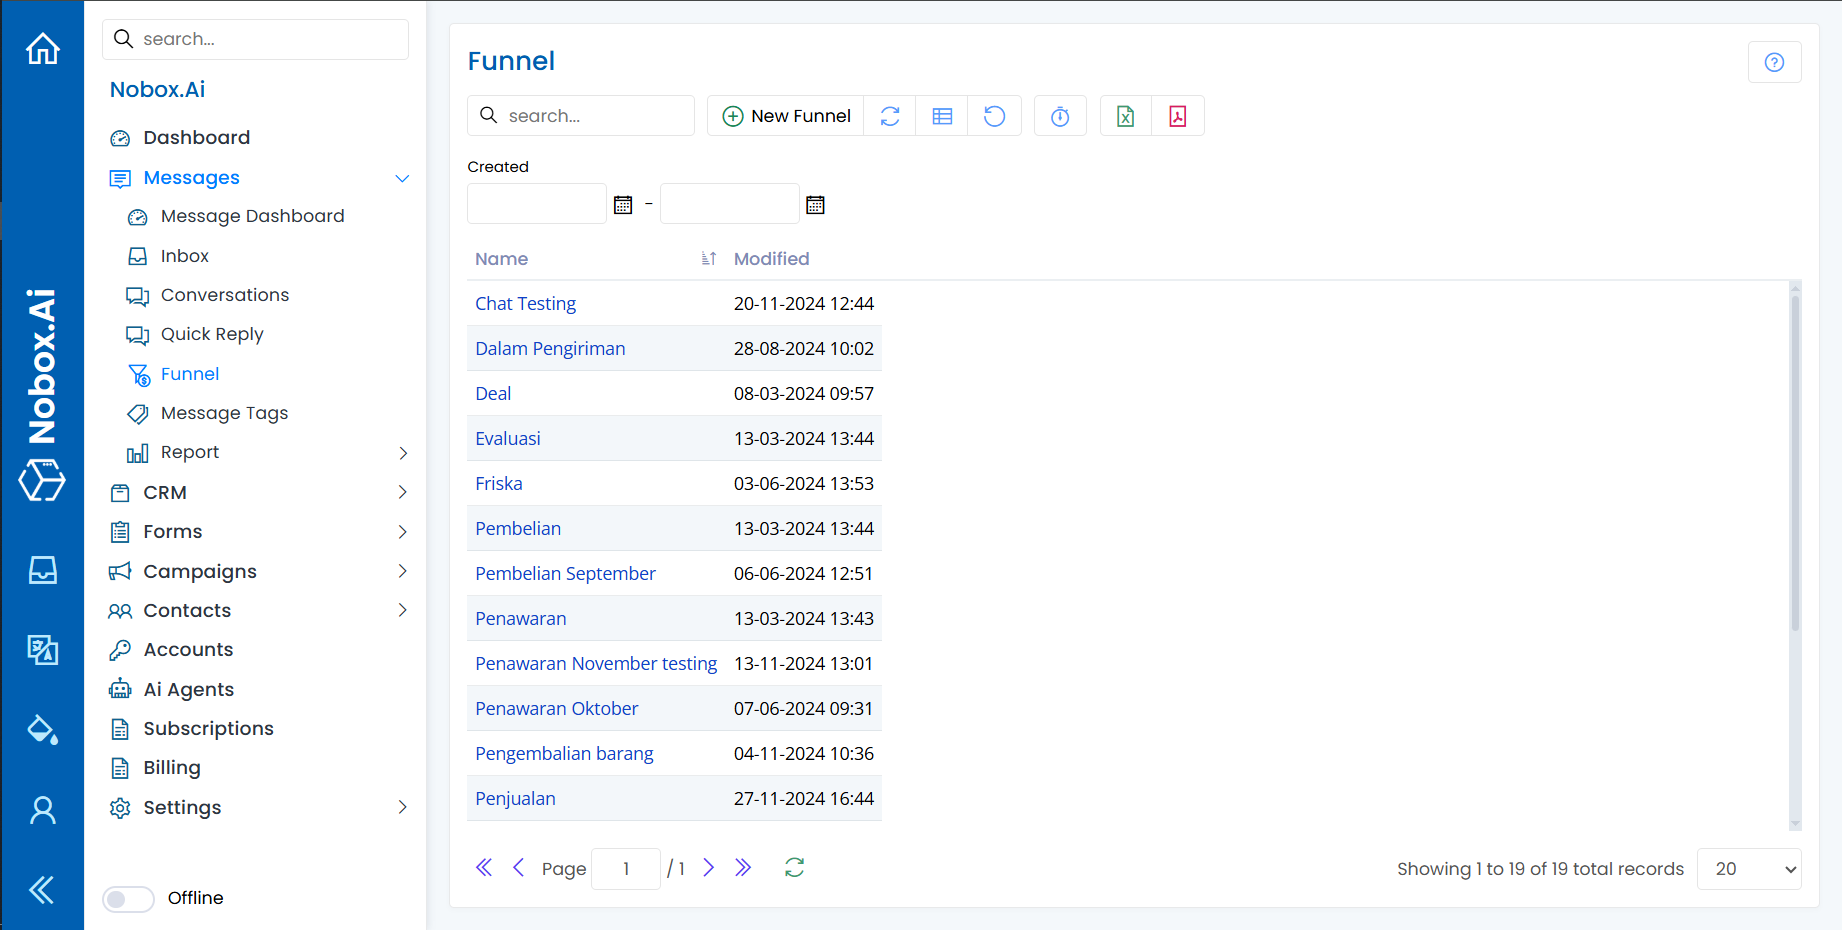 search...
Nobox.Ai
Dashboard
Messages
Message Dashboard
Inbox
Conversations
Quick Reply
Funnel
Message Tags
Report
CRM
Forms
Campaigns
Contacts
Accounts
Ai Agents
Subscriptions
Billing
Settings
Offline
Nobox.Ai
Funnel
search... New Funnel
Created
-
Name Modified
Chat Testing 20-11-2024 12:44
Dalam Pengiriman 28-08-2024 10:02
Deal 08-03-2024 09:57
Evaluasi 13-03-2024 13:44
Friska 03-06-2024 13:53
Pembelian 13-03-2024 13:44
Pembelian September 06-06-2024 12:51
Penawaran 13-03-2024 13:43
Penawaran November testing 13-11-2024 13:01
Penawaran Oktober 07-06-2024 09:31
Pengembalian barang 04-11-2024 10:36
Penjualan 27-11-2024 16:44
Page 1 / 1 Showing 1 to 19 of 19 total records 20